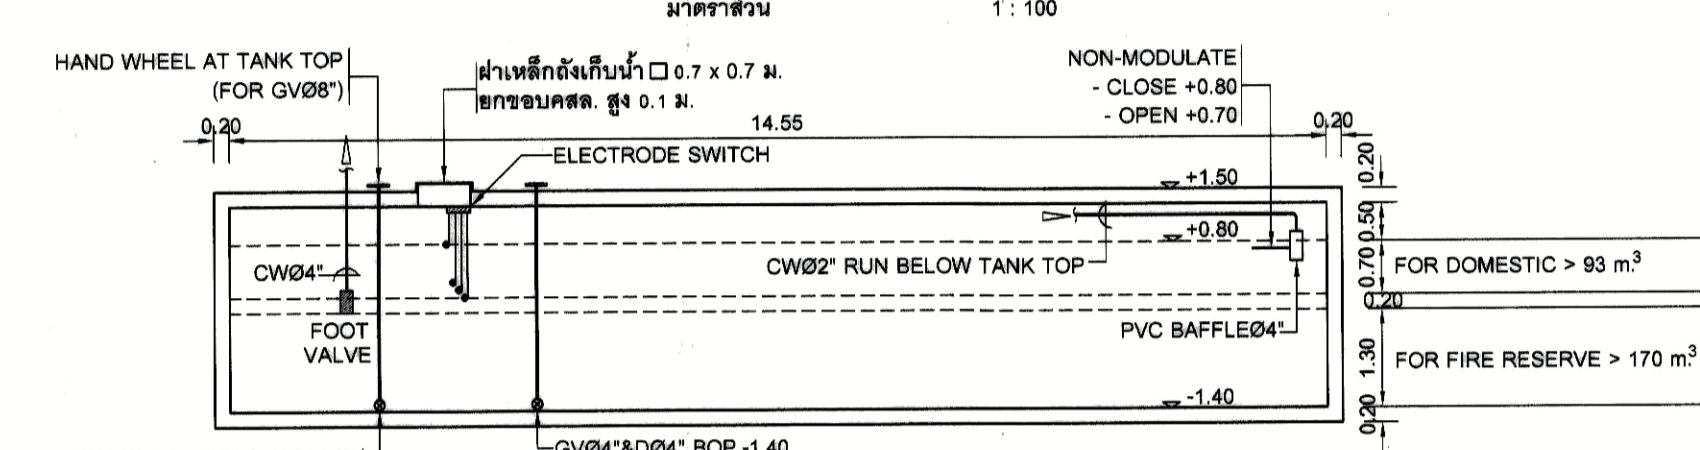 มาตราส่วน 1 : 100
HAND WHEEL AT TANK TOP
(FOR GVØ8")
ฝาเหล็กถังเก็บน้ำ □ 0.7 x 0.7 ม.
ยกขอบคสล. สูง 0.1 ม.
NON-MODULATE
- CLOSE +0.80
- OPEN +0.70
0.20
14.55
0.20
ELECTRODE SWITCH
0.20
+1.50
0.50
+0.80
CWØ4"
CWØ2" RUN BELOW TANK TOP
0.70
FOR DOMESTIC > 93 m.³
0.20
FOOT
VALVE
PVC BAFFLEØ4"
1.30
FOR FIRE RESERVE > 170 m.³
-1.40
0.20
GVØ4"&DØ4" BOP -1.40